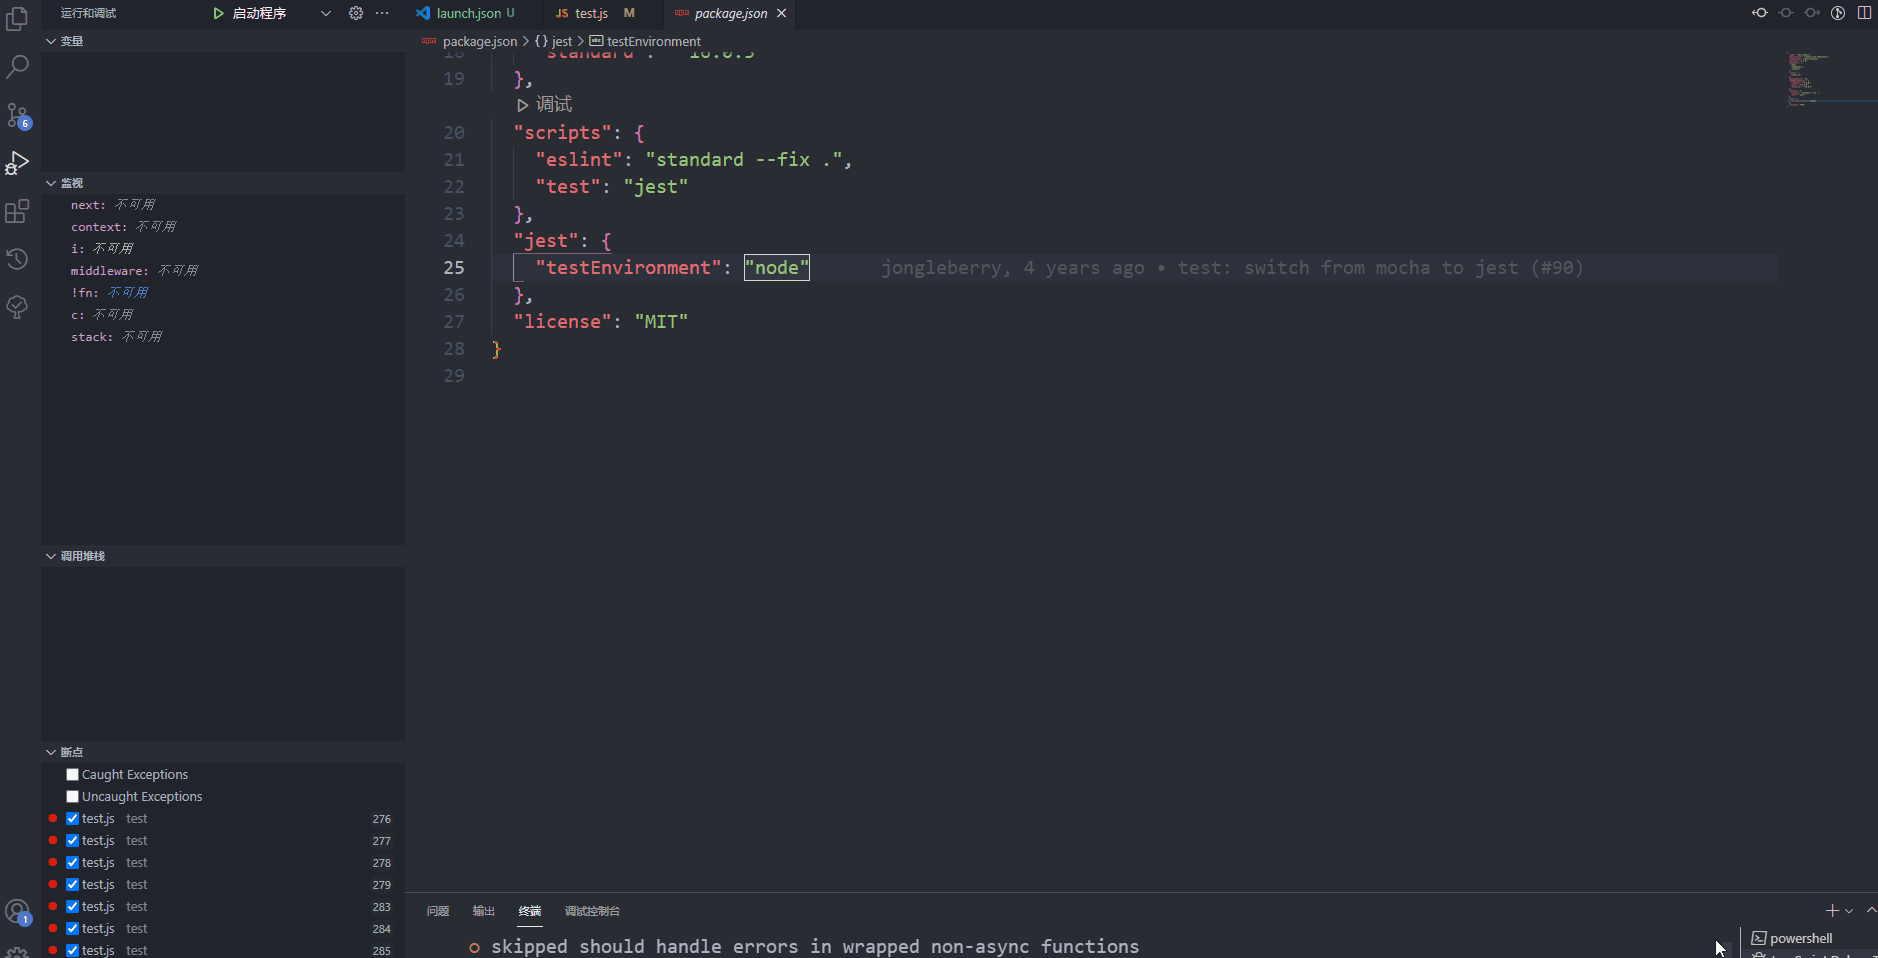 运行和调试
启动程序
launch.json U
JS test.js M
package.json
变量
package.json > {} jest > testEnvironment
19 },
调试
20 "scripts": {
21 "eslint": "standard --fix .",
22 "test": "jest"
23 },
24 "jest": {
25 "testEnvironment": "node" jongleberry, 4 years ago • test: switch from mocha to jest (#90)
26 },
27 "license": "MIT"
28 }
29
6
监视
next: 不可用
context: 不可用
i: 不可用
middleware: 不可用
!fn: 不可用
c: 不可用
stack: 不可用
调用堆栈
断点
Caught Exceptions
Uncaught Exceptions
test.js test 276
test.js test 277
test.js test 278
test.js test 279
test.js test 283
test.js test 284
test.js test 285
1
问题 输出 终端 调试控制台
skipped should handle errors in wrapped non-async functions
powershell